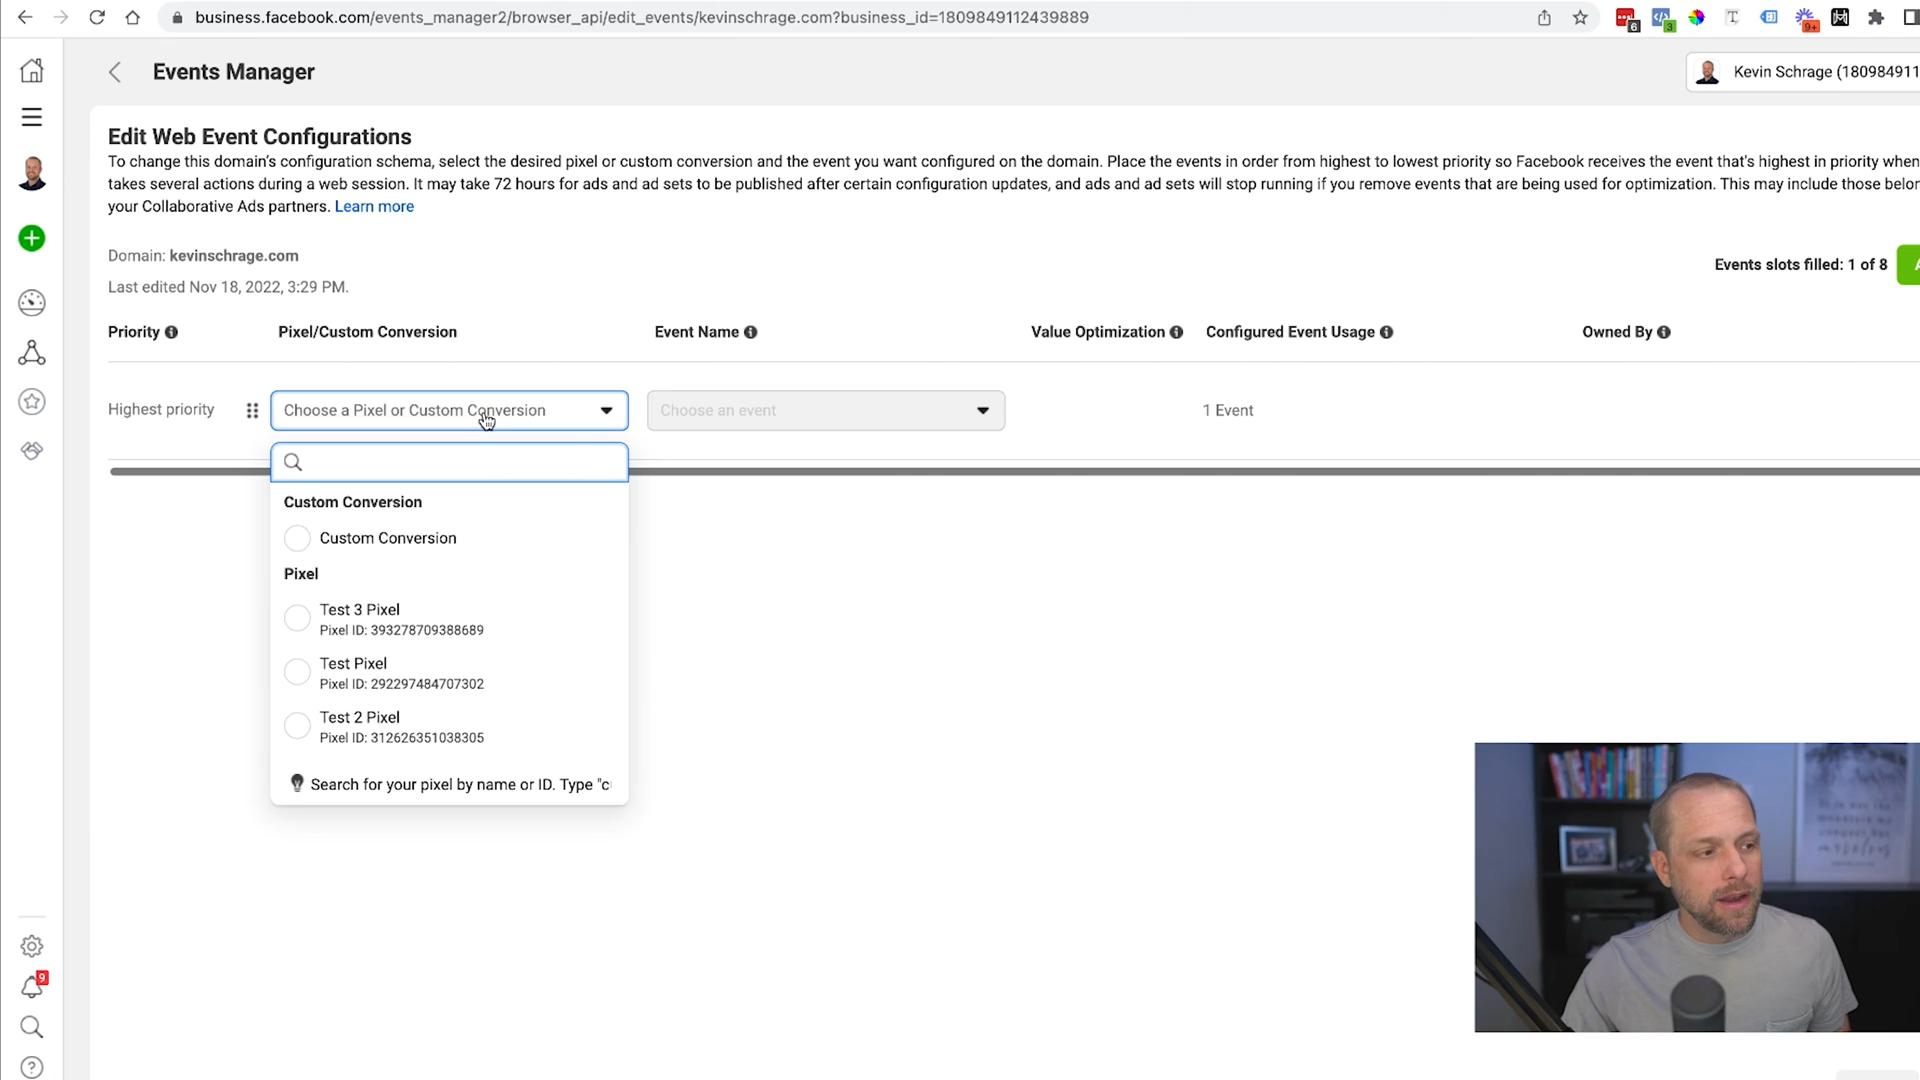 business.facebook.com/events_manager2/browser_api/edit_events/kevinschrage.com?business_id=1809849112439889
6
3
T
9+
Events Manager
Kevin Schrage (180984911
Edit Web Event Configurations
To change this domain's configuration schema, select the desired pixel or custom conversion and the event you want configured on the domain. Place the events in order from highest to lowest priority so Facebook receives the event that's highest in priority when
takes several actions during a web session. It may take 72 hours for ads and ad sets to be published after certain configuration updates, and ads and ad sets will stop running if you remove events that are being used for optimization. This may include those belon
your Collaborative Ads partners. Learn more
Domain: kevinschrage.com
Events slots filled: 1 of 8
Last edited Nov 18, 2022, 3:29 PM.
Priority Pixel/Custom Conversion Event Name Value Optimization Configured Event Usage Owned By
Highest priority Choose a Pixel or Custom Conversion Choose an event 1 Event
Custom Conversion
Custom Conversion
Pixel
Test 3 Pixel
Pixel ID: 393278709388689
Test Pixel
Pixel ID: 292297484707302
Test 2 Pixel
Pixel ID: 312626351038305
Search for your pixel by name or ID. Type "c
9